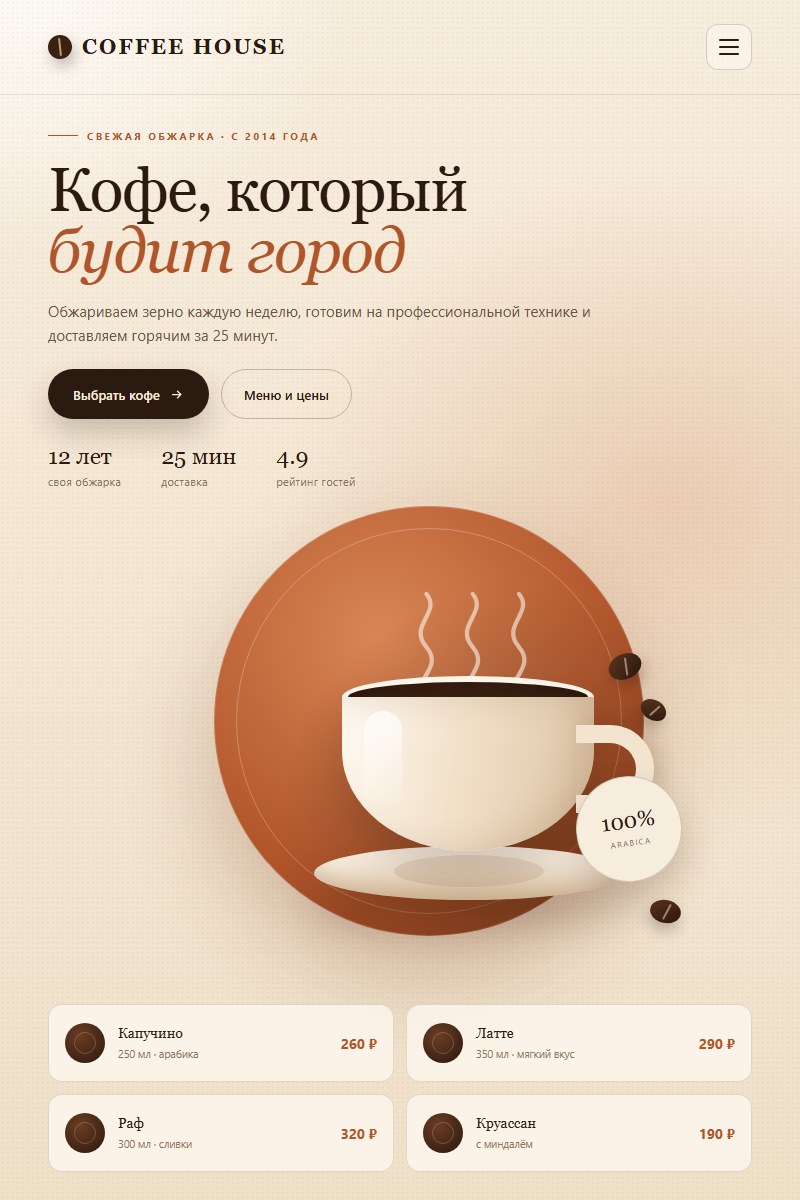 COFFEE HOUSE
СВЕЖАЯ ОБЖАРКА · С 2014 ГОДА
Кофе, который
будит город
Обжариваем зерно каждую неделю, готовим на профессиональной технике и
доставляем горячим за 25 минут.
Выбрать кофе →
Меню и цены
12 лет
своя обжарка
25 мин
доставка
4.9
рейтинг гостей
100%
ARABICA
Капучино
250 мл · арабика
260 ₽
Латте
350 мл · мягкий вкус
290 ₽
Раф
300 мл · сливки
320 ₽
Круассан
с миндалём
190 ₽